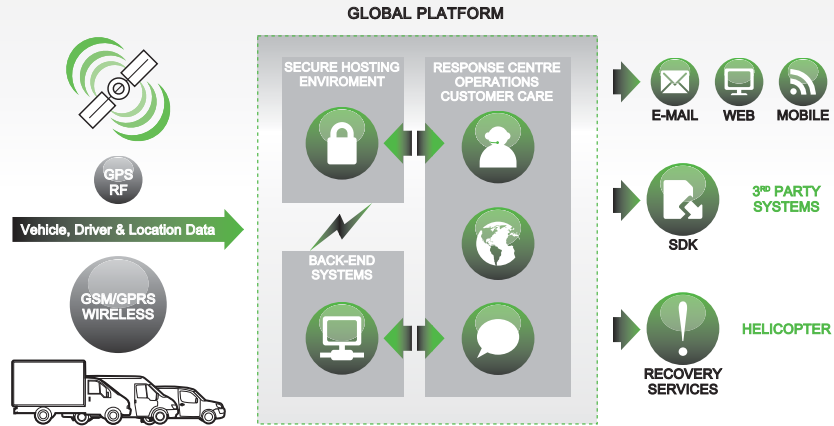 GLOBAL PLATFORM
GPS
RF
Vehicle, Driver & Location Data
GSM/GPRS
WIRELESS
SECURE HOSTING
ENVIROMENT
BACK-END
SYSTEMS
RESPONSE CENTRE
OPERATIONS
CUSTOMER CARE
E-MAIL
WEB
MOBILE
SDK
3RD PARTY
SYSTEMS
RECOVERY
SERVICES
HELICOPTER